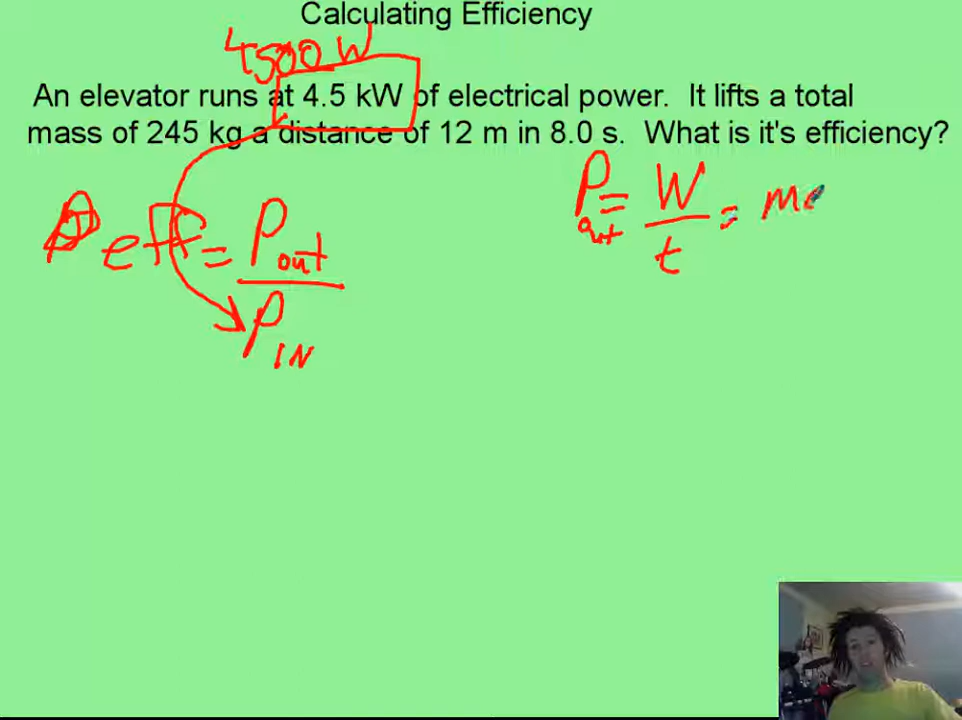 Calculating Efficiency
4500 W
An elevator runs at 4.5 kW of electrical power. It lifts a total
mass of 245 kg a distance of 12 m in 8.0 s. What is it's efficiency?
eff = Pout / PIN
Pout = W / t = m